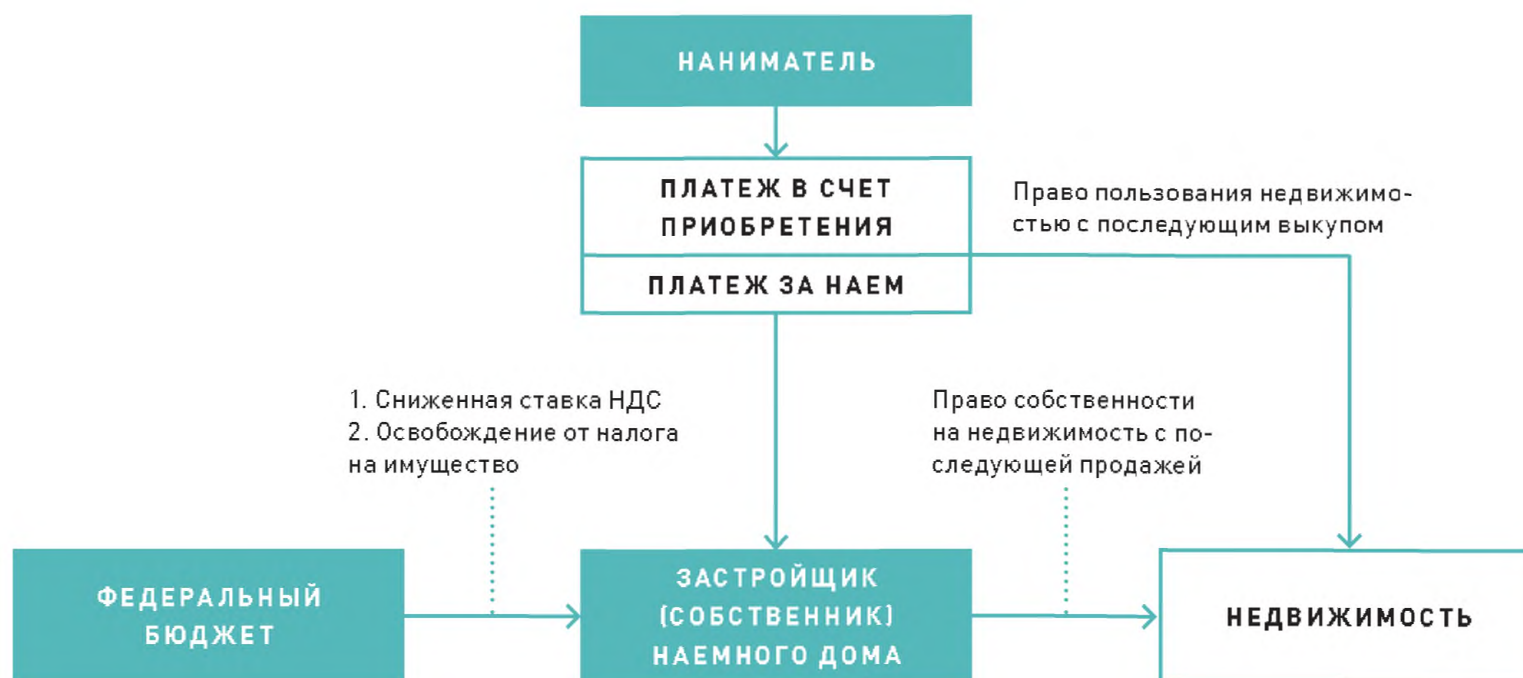 НАНИМАТЕЛЬ
ПЛАТЕЖ В СЧЕТ
ПРИОБРЕТЕНИЯ
ПЛАТЕЖ ЗА НАЕМ
Право пользования недвижимо-
стью с последующим выкупом
1. Сниженная ставка НДС
2. Освобождение от налога
на имущество
Право собственности
на недвижимость с по-
следующей продажей
ФЕДЕРАЛЬНЫЙ
БЮДЖЕТ
ЗАСТРОЙЩИК
(СОБСТВЕННИК)
НАЕМНОГО ДОМА
НЕДВИЖИМОСТЬ